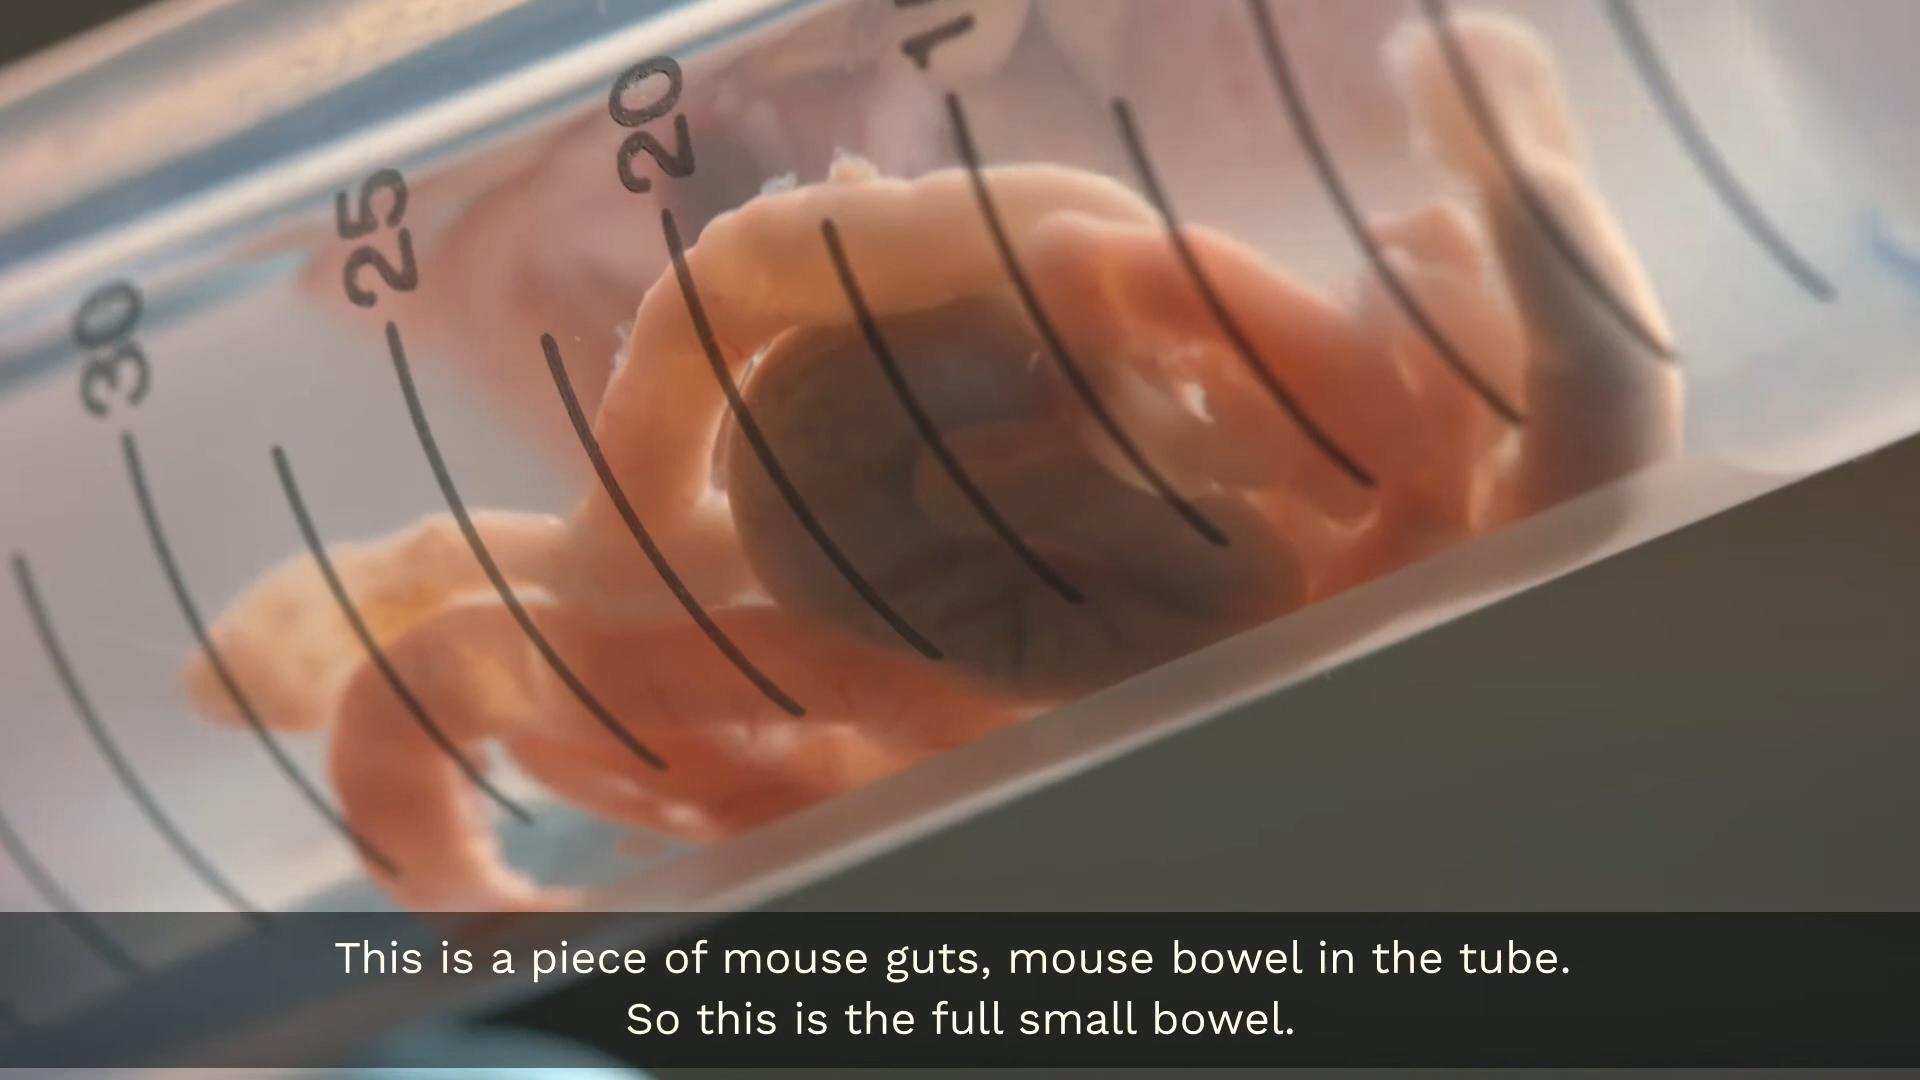 30
25
20
This is a piece of mouse guts, mouse bowel in the tube.
So this is the full small bowel.